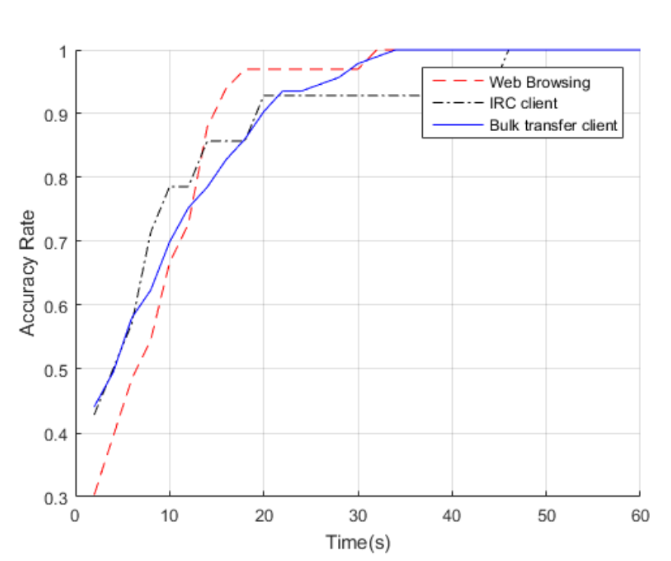 1
0.9
0.8
0.7
0.6
0.5
0.4
0.3
Accuracy Rate
Web Browsing
IRC client
Bulk transfer client
0 10 20 30 40 50 60
Time(s)